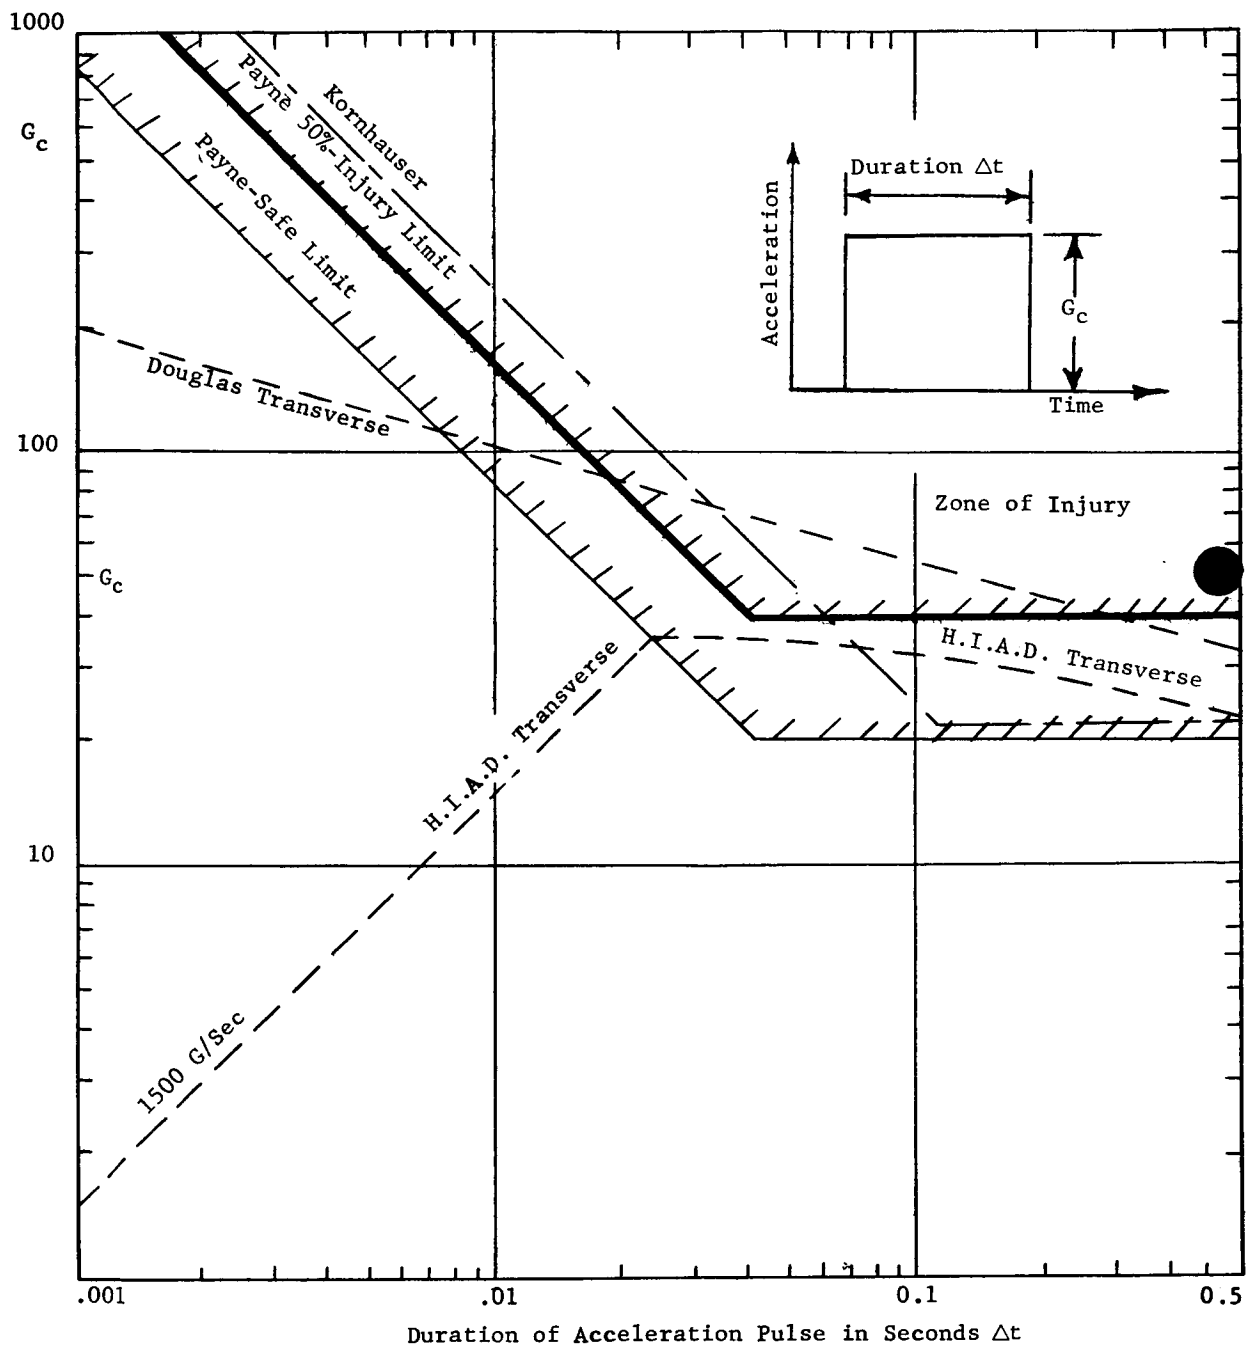 1000
Gc
Kornhauser
Payne 50%-Injury Limit
Payne-Safe Limit
Duration Δt
Acceleration
Gc
Time
Douglas Transverse
100
Zone of Injury
Gc
H.I.A.D. Transverse
H.I.A.D. Transverse
10
1500 G/Sec
.001
.01
0.1
0.5
Duration of Acceleration Pulse in Seconds Δt